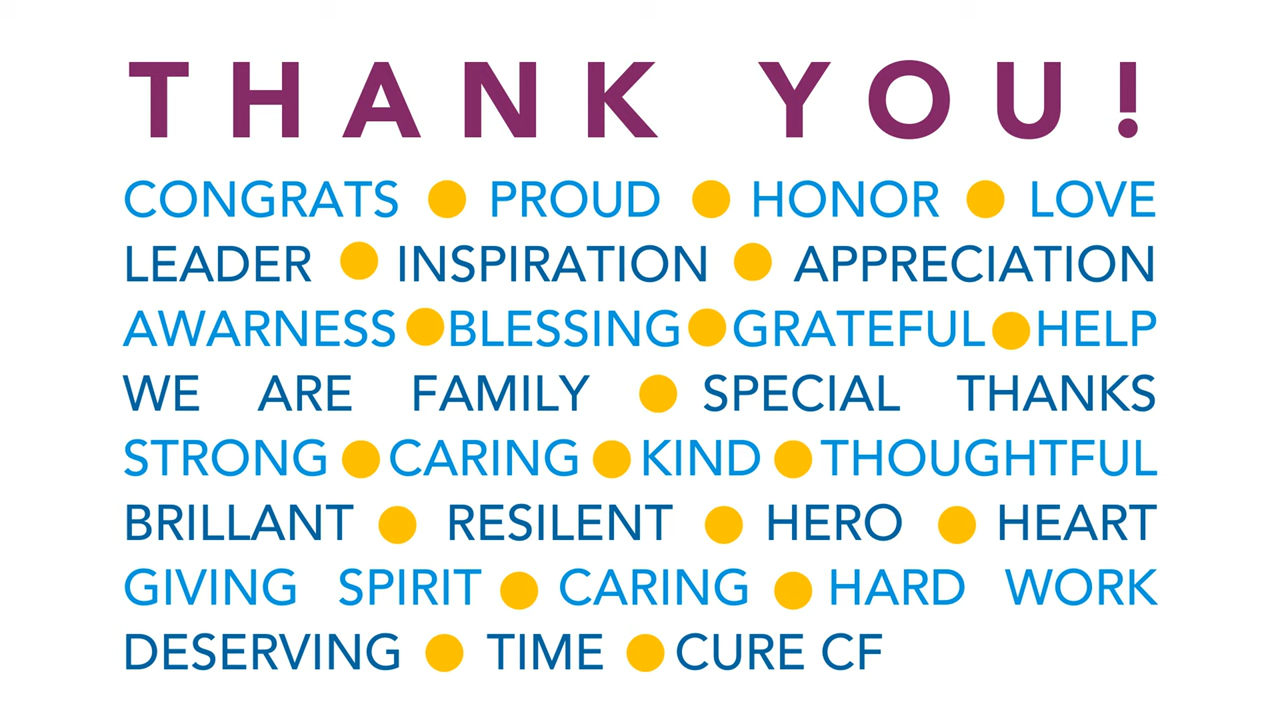 THANK YOU!
CONGRATS ● PROUD ● HONOR ● LOVE
LEADER ● INSPIRATION ● APPRECIATION
AWARNESS ● BLESSING ● GRATEFUL ● HELP
WE ARE FAMILY ● SPECIAL THANKS
STRONG ● CARING ● KIND ● THOUGHTFUL
BRILLANT ● RESILENT ● HERO ● HEART
GIVING SPIRIT ● CARING ● HARD WORK
DESERVING ● TIME ● CURE CF